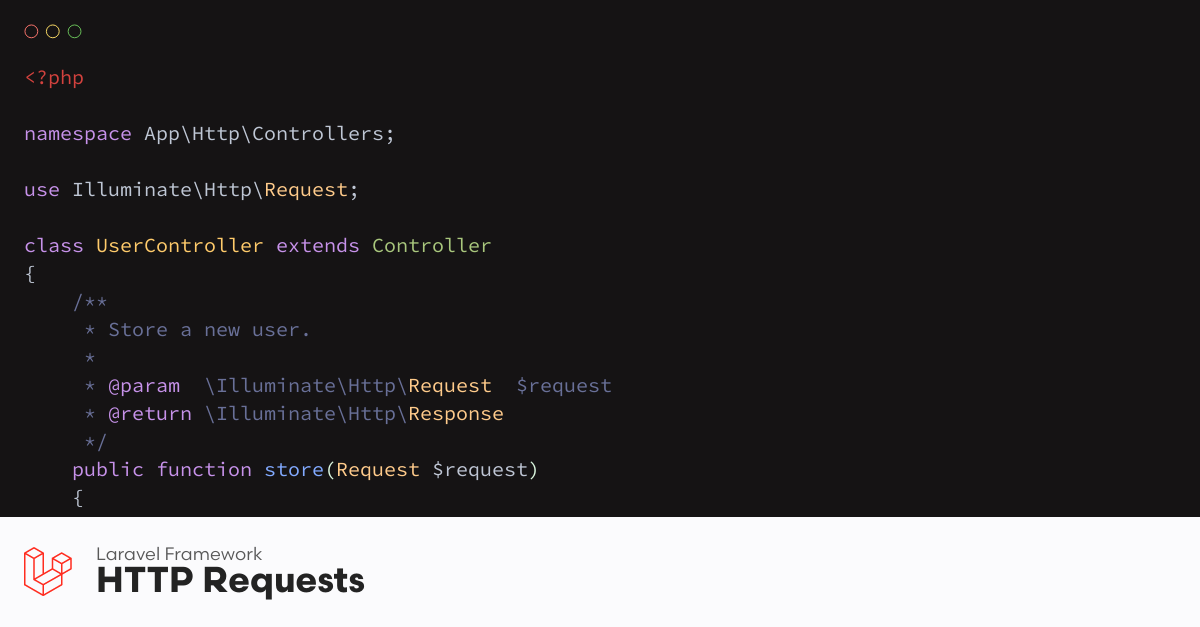 <?php
namespace App\Http\Controllers;
use Illuminate\Http\Request;
class UserController extends Controller
{
    /**
     * Store a new user.
     *
     * @param  \Illuminate\Http\Request  $request
     * @return \Illuminate\Http\Response
     */
    public function store(Request $request)
    {
Laravel Framework
HTTP Requests